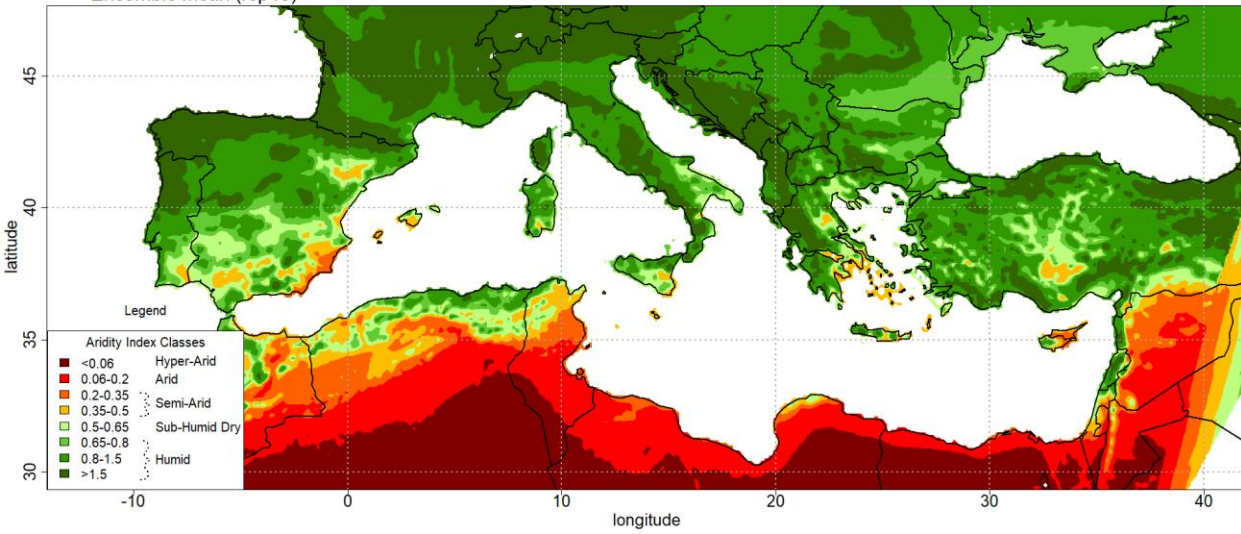 45
40
35
30
latitude
Legend
Aridity Index Classes
<0.06 Hyper-Arid
0.06-0.2 Arid
0.2-0.35
Semi-Arid
0.35-0.5
0.5-0.65 Sub-Humid Dry
0.65-0.8
0.8-1.5 Humid
>1.5
-10 0 10 20 30 40
longitude